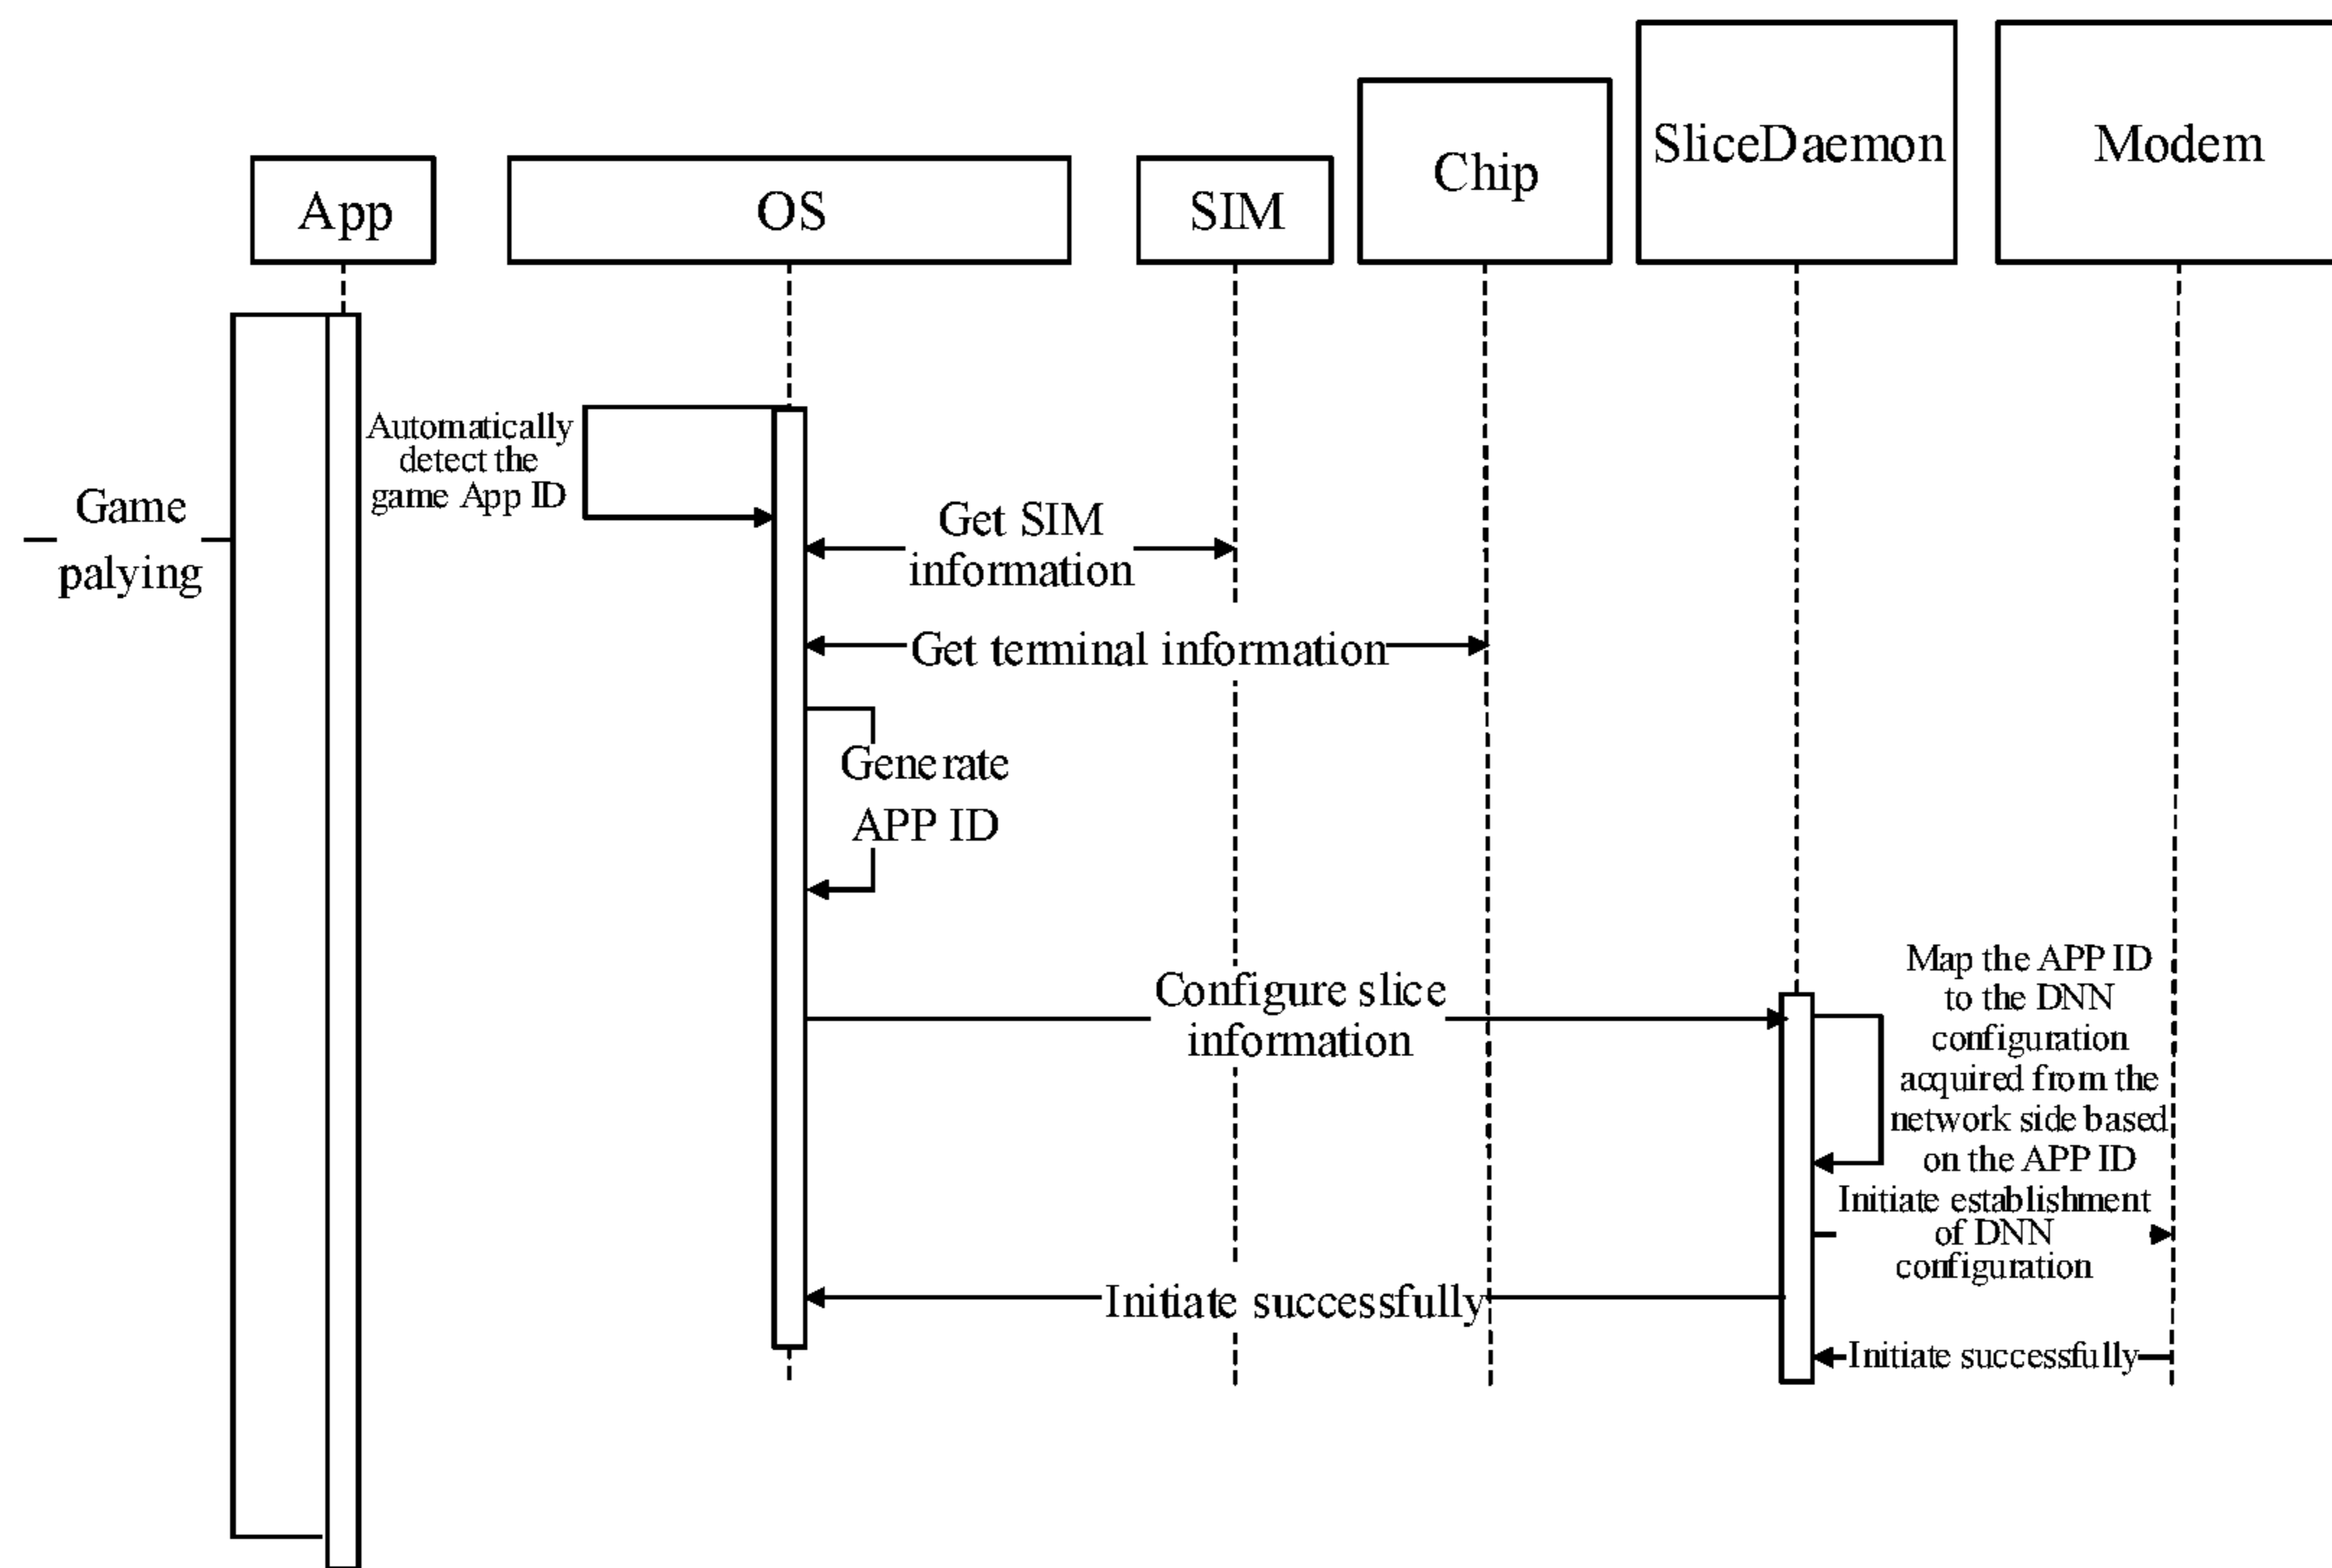 App
OS
SIM
Chip
SliceDaemon
Modem
Automatically
detect the
game App ID
Game
palying
Get SIM
information
Get terminal information
Generate
APP ID
Configure slice
information
Map the APP ID
to the DNN
configuration
acquired from the
network side based
on the APP ID
Initiate establishment
of DNN
configuration
Initiate successfully
Initiate successfully